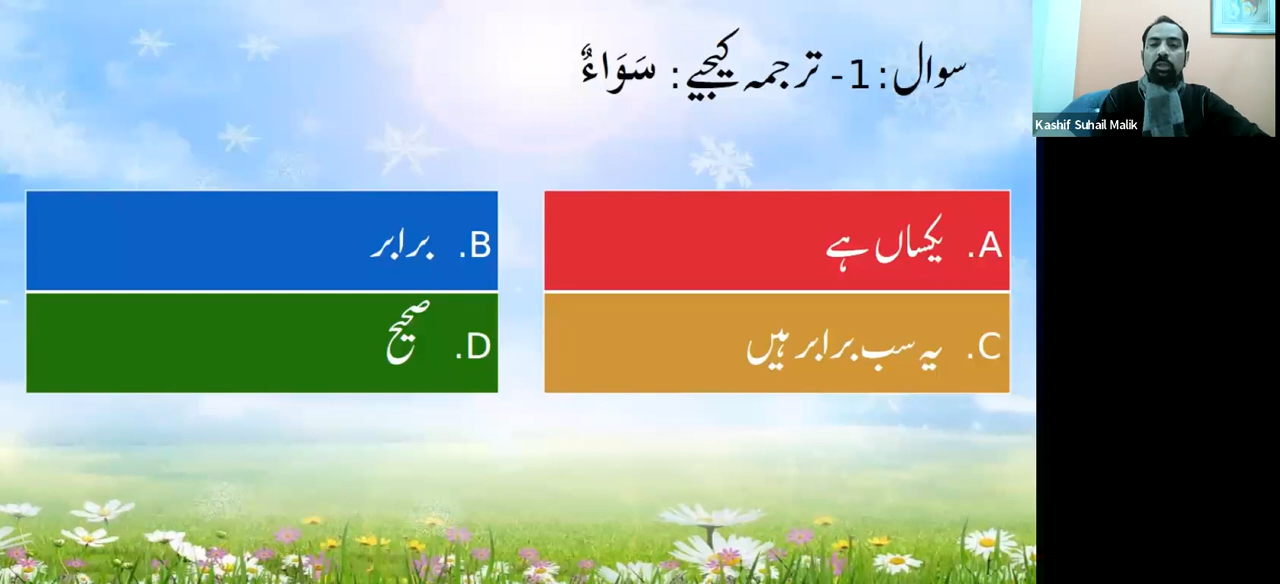 سوال:1- ترجمہ کیجیے: سَوَاءٌ
A. یکساں ہے
B. برابر
C. یہ سب برابر ہیں
D. صحیح
Kashif Suhail Malik